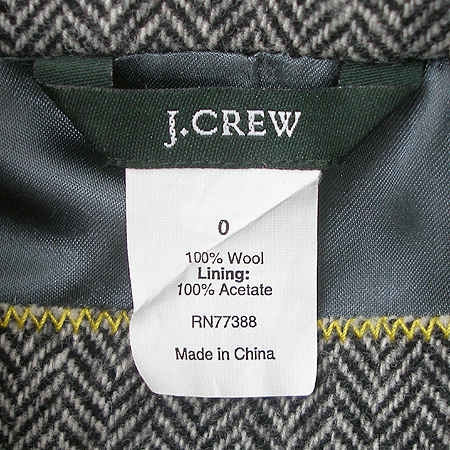 J.CREW
0
100% Wool
Lining:
100% Acetate
RN77388
Made in China